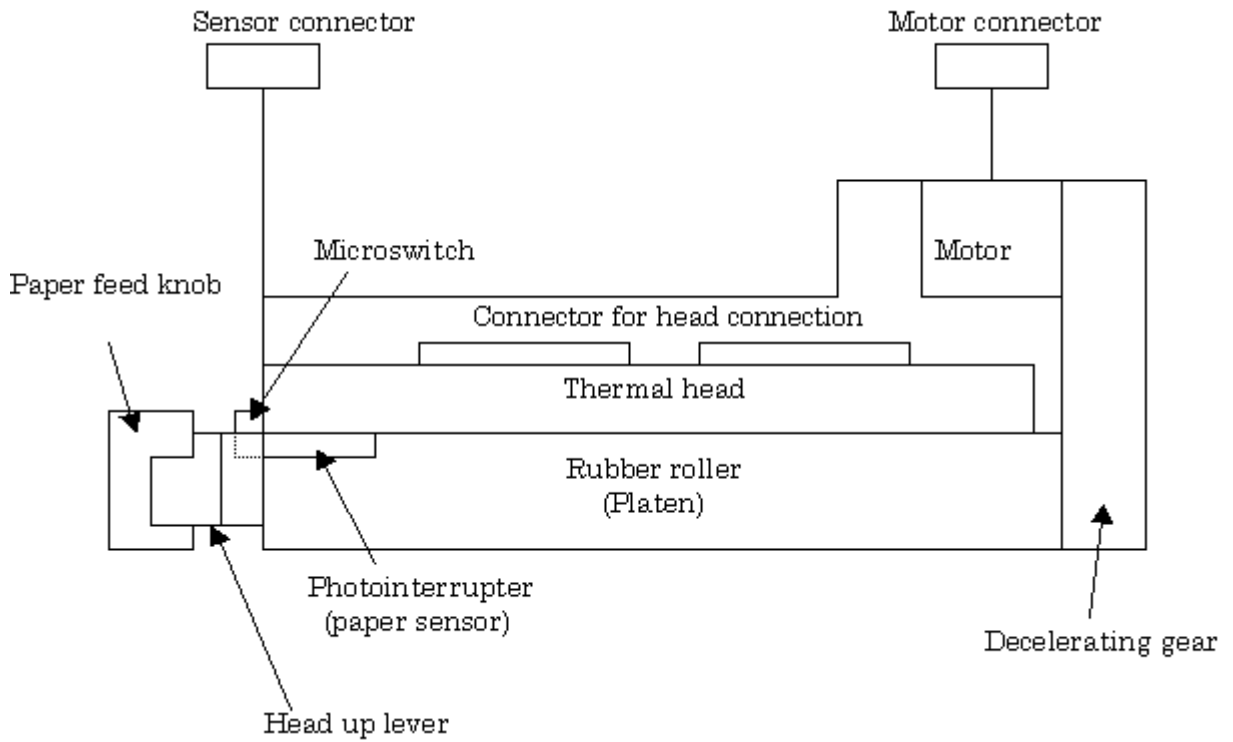 Sensor connector
Motor connector
Microswitch
Motor
Paper feed knob
Connector for head connection
Thermal head
Rubber roller
(Platen)
Photointerrupter
(paper sensor)
Decelerating gear
Head up lever